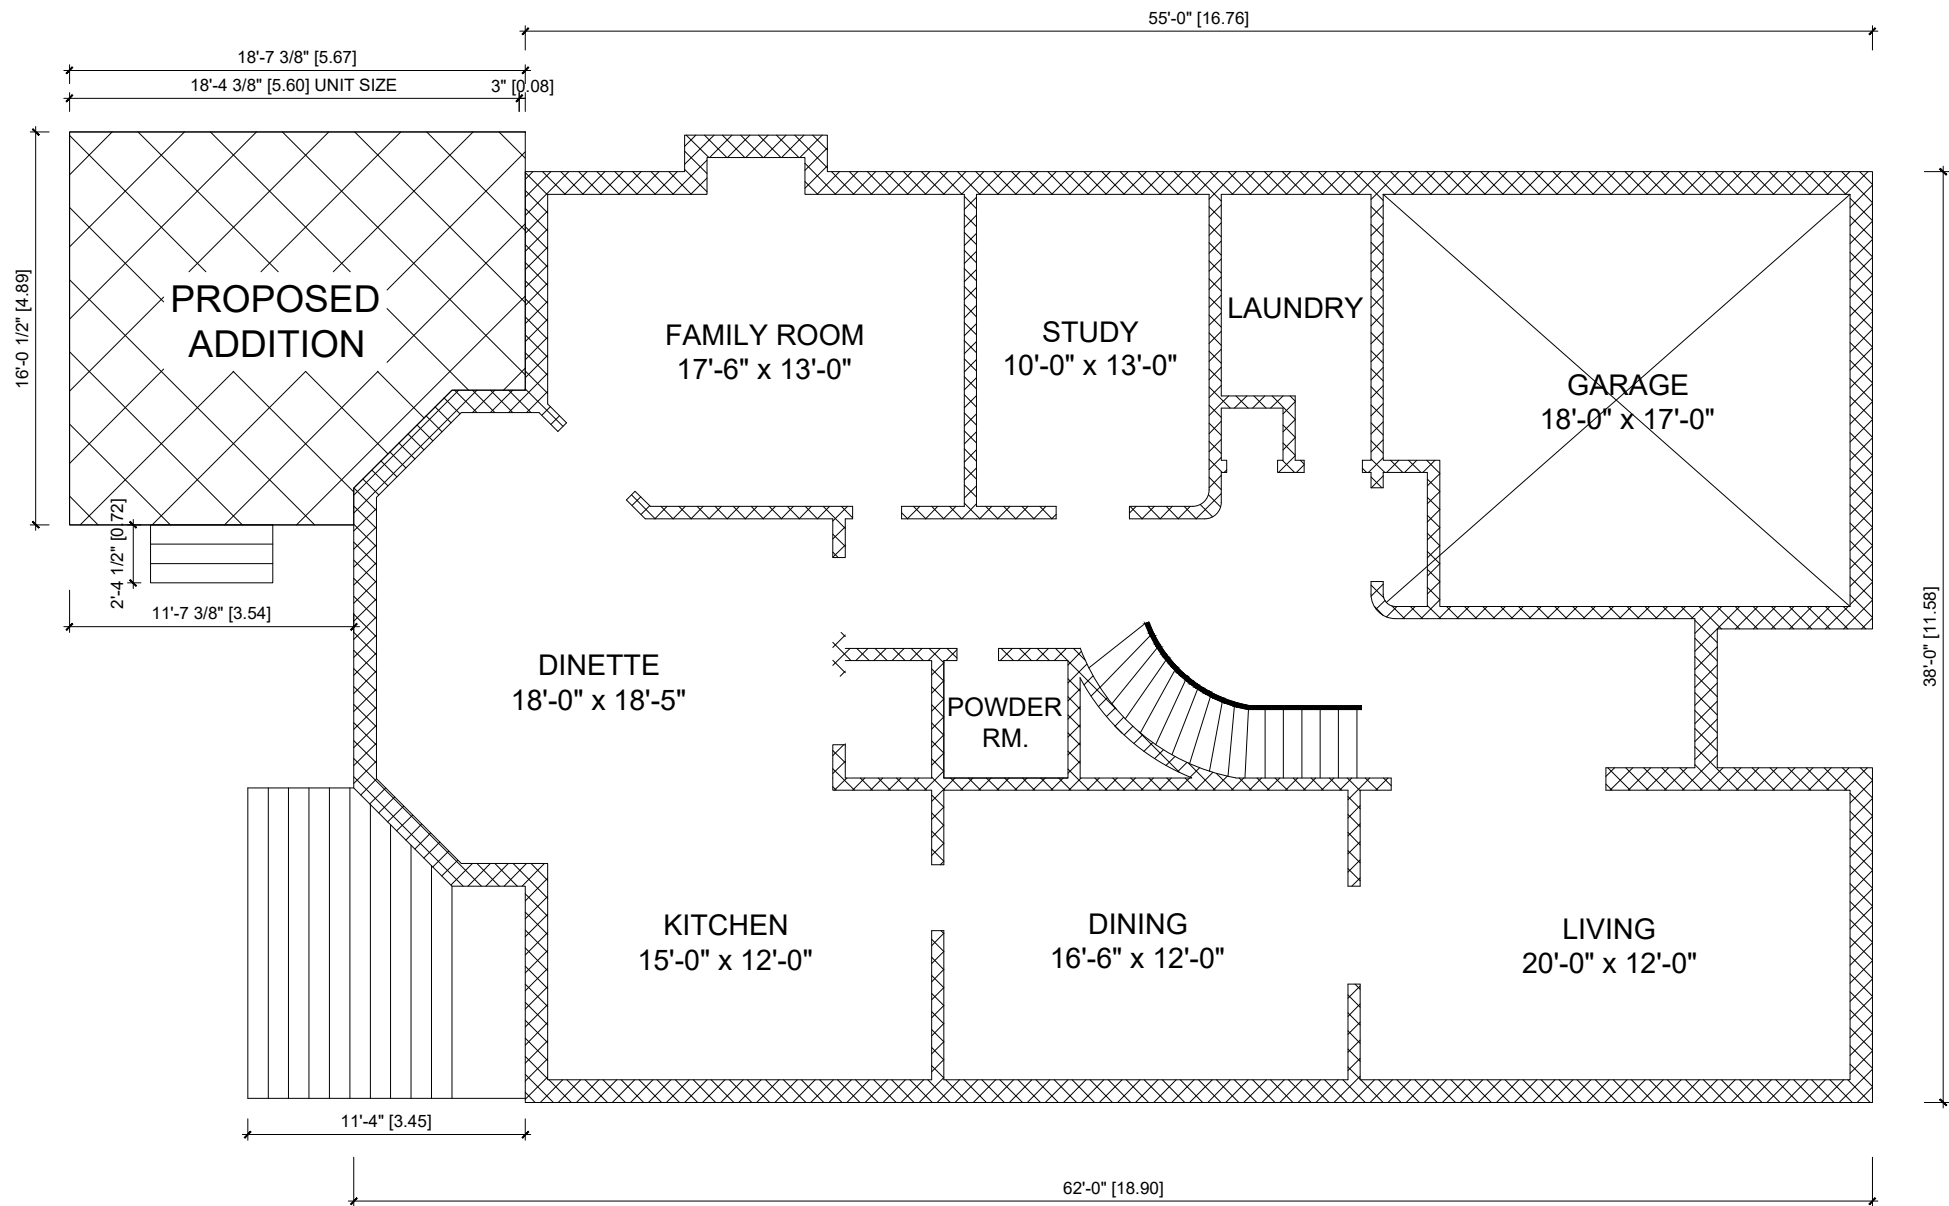 55'-0" [16.76]
18'-7 3/8" [5.67]
18'-4 3/8" [5.60] UNIT SIZE
3" [0.08]
16'-0 1/2" [4.89]
PROPOSED
ADDITION
FAMILY ROOM
17'-6" x 13'-0"
STUDY
10'-0" x 13'-0"
LAUNDRY
GARAGE
18'-0" x 17'-0"
2'-4 1/2" [0.72]
11'-7 3/8" [3.54]
38'-0" [11.58]
DINETTE
18'-0" x 18'-5"
POWDER
RM.
KITCHEN
15'-0" x 12'-0"
DINING
16'-6" x 12'-0"
LIVING
20'-0" x 12'-0"
11'-4" [3.45]
62'-0" [18.90]